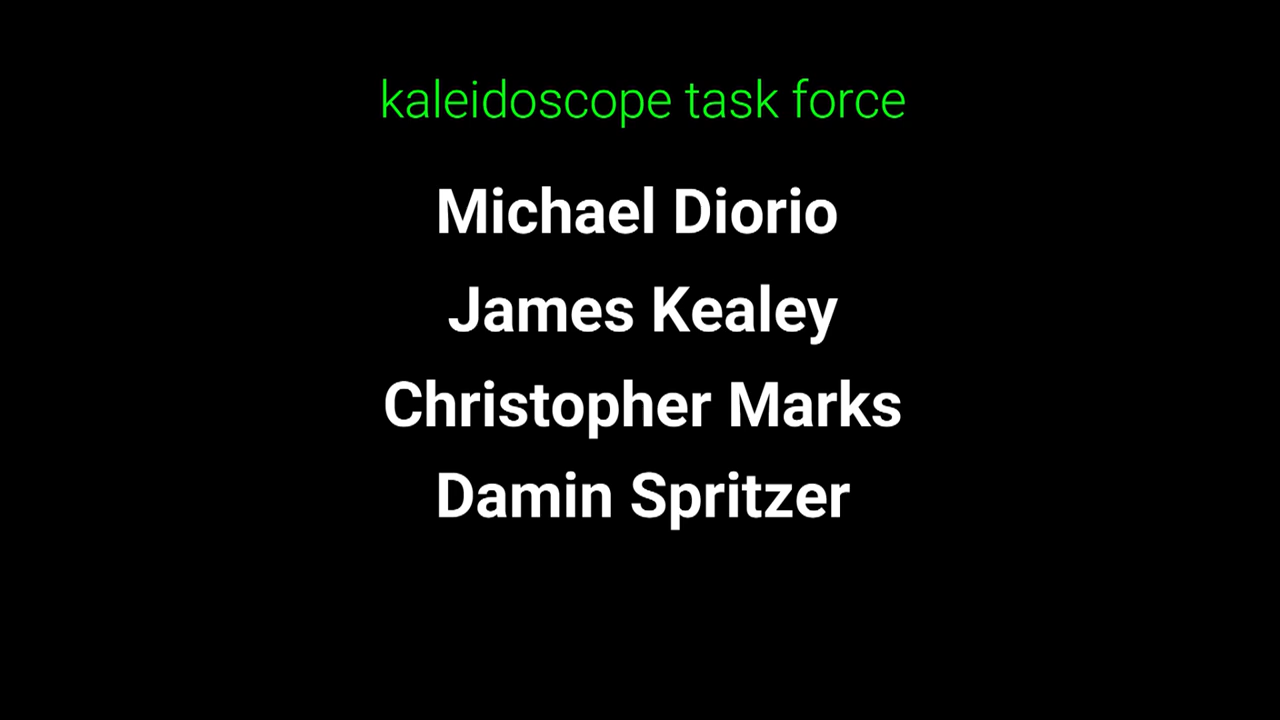 kaleidoscope task force
Michael Diorio
James Kealey
Christopher Marks
Damin Spritzer